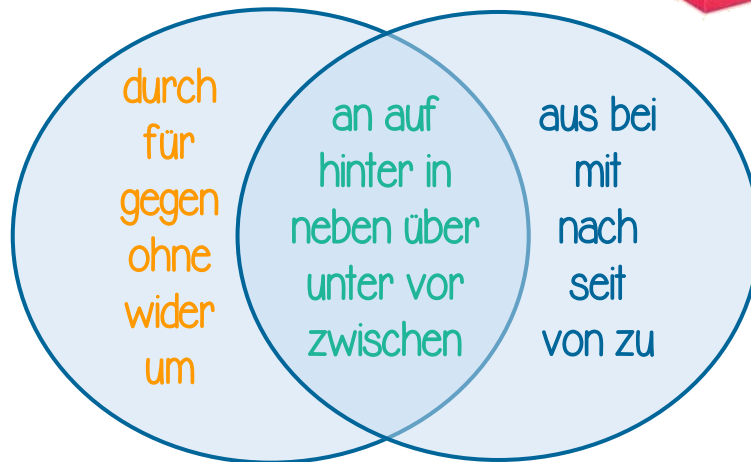 durch
für
gegen
ohne
wider
um
an auf
hinter in
neben über
unter vor
zwischen
aus bei
mit
nach
seit
von zu